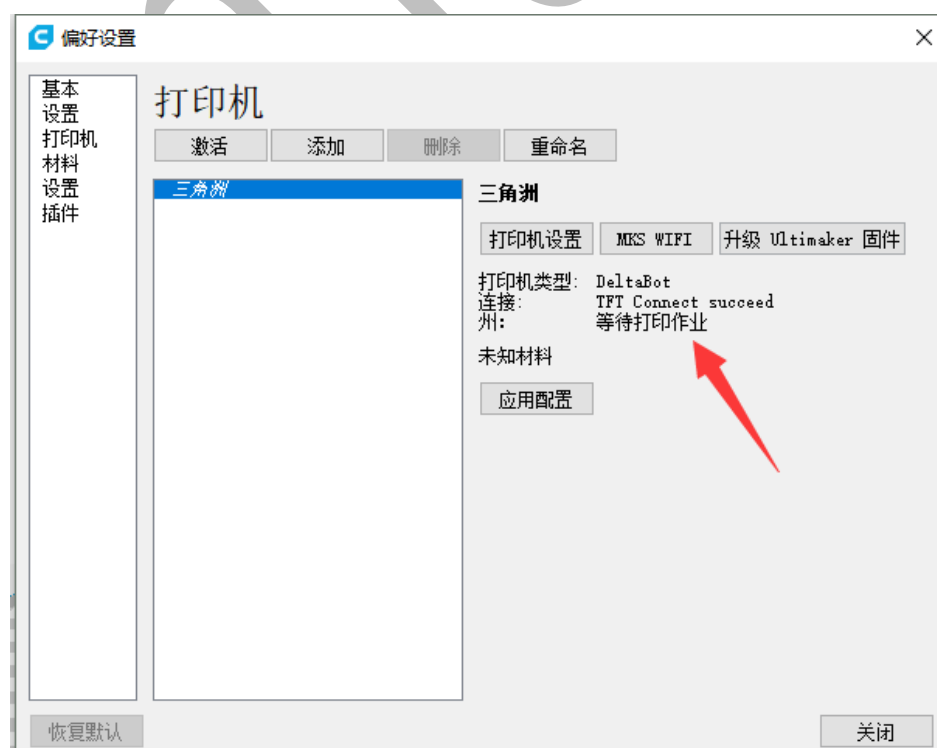 偏好设置
基本
设置
打印机
材料
设置
插件
打印机
激活 添加 删除 重命名
三角洲
三角洲
打印机设置 MKS WIFI 升级 Ultimaker 固件
打印机类型: DeltaBot
连接: TFT Connect succeed
州: 等待打印作业
未知材料
应用配置
恢复默认 关闭